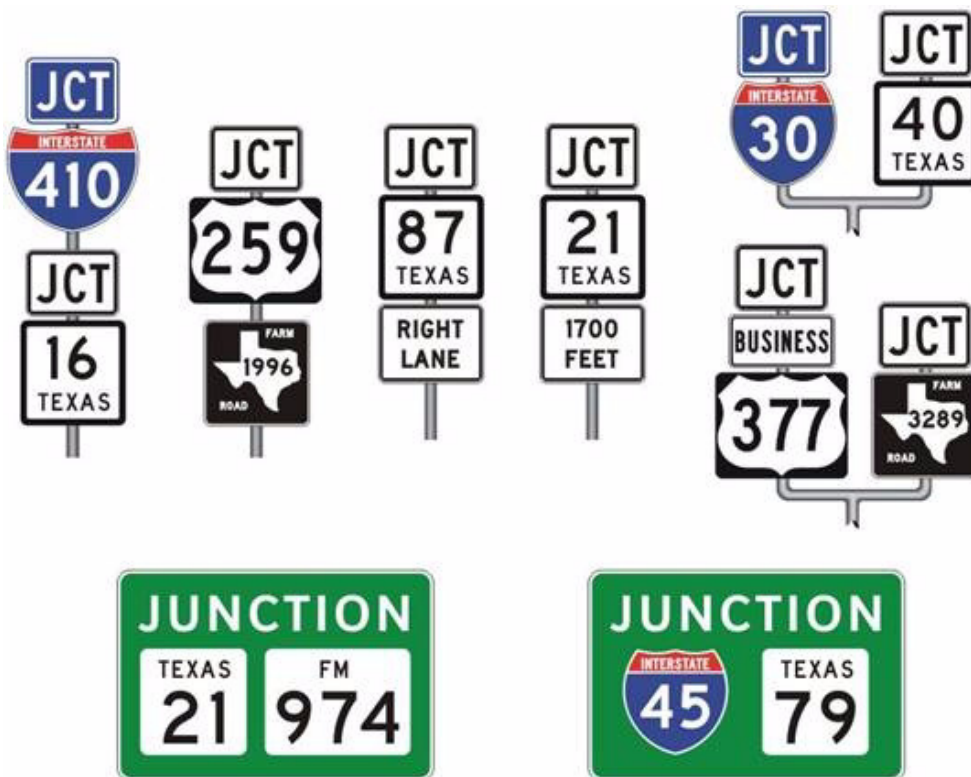 JCT
INTERSTATE
410
JCT
16
TEXAS
JCT
259
FARM
1996
ROAD
JCT
87
TEXAS
RIGHT
LANE
JCT
21
TEXAS
1700
FEET
JCT
INTERSTATE
30
JCT
40
TEXAS
JCT
BUSINESS
377
JCT
FARM
3289
ROAD
JUNCTION
TEXAS
21
FM
974
JUNCTION
INTERSTATE
45
TEXAS
79